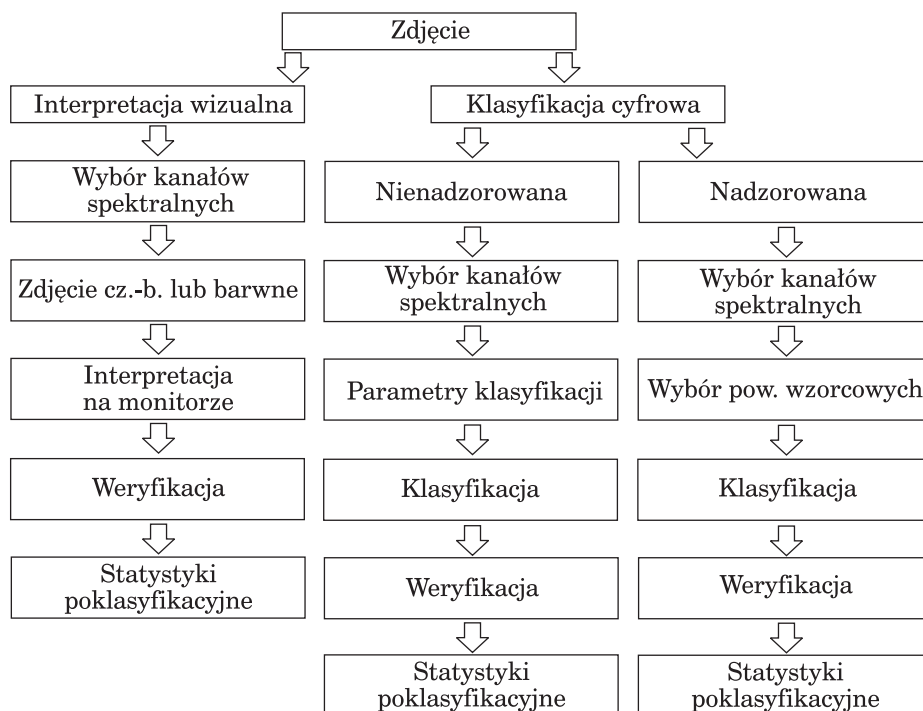 Zdjęcie
Interpretacja wizualna
Klasyfikacja cyfrowa
Wybór kanałów
spektralnych
Nienadzorowana
Nadzorowana
Zdjęcie cz.-b. lub barwne
Wybór kanałów
spektralnych
Wybór kanałów
spektralnych
Interpretacja
na monitorze
Parametry klasyfikacji
Wybór pow. wzorcowych
Weryfikacja
Klasyfikacja
Klasyfikacja
Statystyki
poklasyfikacyjne
Weryfikacja
Weryfikacja
Statystyki
poklasyfikacyjne
Statystyki
poklasyfikacyjne